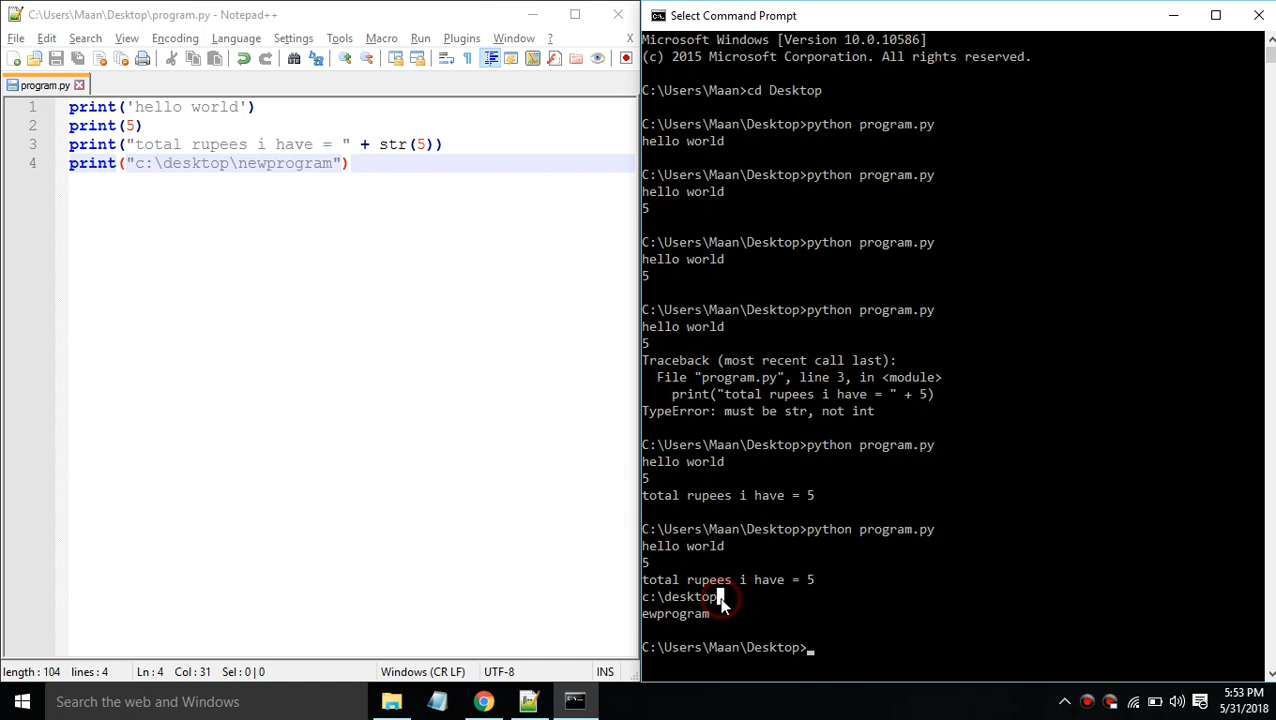 C:\Users\Maan\Desktop\program.py - Notepad++
File Edit Search View Encoding Language Settings Tools Macro Run Plugins Window ? X
program.py
1 print('hello world')
2 print(5)
3 print("total rupees i have = " + str(5))
4 print("c:\desktop\newprogram")
length : 104 lines : 4 Ln : 4 Col : 31 Sel : 0 | 0 Windows (CR LF) UTF-8 INS
Select Command Prompt
Microsoft Windows [Version 10.0.10586]
(c) 2015 Microsoft Corporation. All rights reserved.
C:\Users\Maan>cd Desktop
C:\Users\Maan\Desktop>python program.py
hello world
C:\Users\Maan\Desktop>python program.py
hello world
5
C:\Users\Maan\Desktop>python program.py
hello world
5
C:\Users\Maan\Desktop>python program.py
hello world
5
Traceback (most recent call last):
File "program.py", line 3, in <module>
print("total rupees i have = " + 5)
TypeError: must be str, not int
C:\Users\Maan\Desktop>python program.py
hello world
5
total rupees i have = 5
C:\Users\Maan\Desktop>python program.py
hello world
5
total rupees i have = 5
c:\desktop
ewprogram
C:\Users\Maan\Desktop>
Search the web and Windows
5:53 PM
5/31/2018